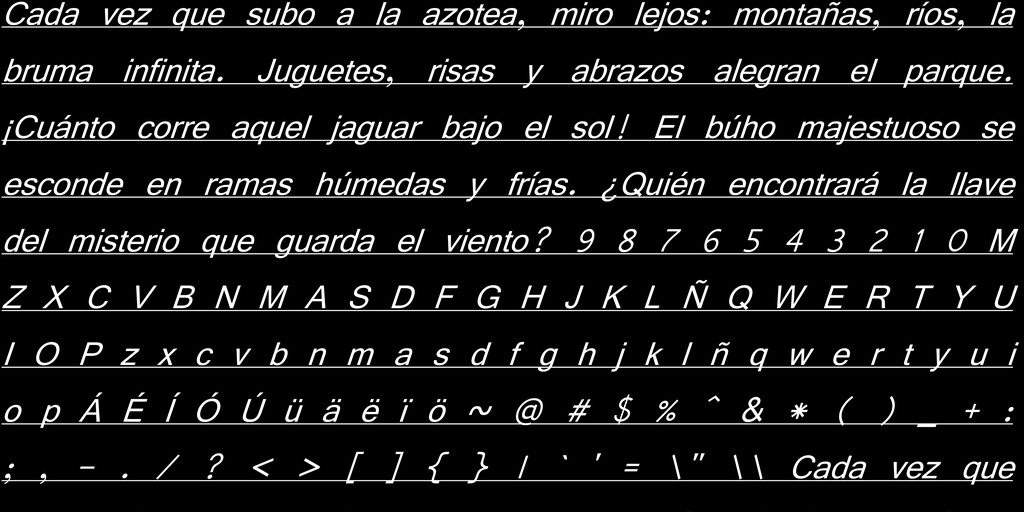 Cada vez que subo a la azotea, miro lejos: montañas, ríos, la
bruma infinita. Juguetes, risas y abrazos alegran el parque.
¡Cuánto corre aquel jaguar bajo el sol! El búho majestuoso se
esconde en ramas húmedas y frías. ¿Quién encontrará la llave
del misterio que guarda el viento? 9 8 7 6 5 4 3 2 1 0 M
Z X C V B N M A S D F G H J K L Ñ Q W E R T Y U
I O P z x c v b n m a s d f g h j k l ñ q w e r t y u i
o p Á É Í Ó Ú ü ä ë ï ö ~ @ # $ % ^ & * ( ) _ + :
; , - . / ? < > [ ] { } | ` ' = \" \\ Cada vez que